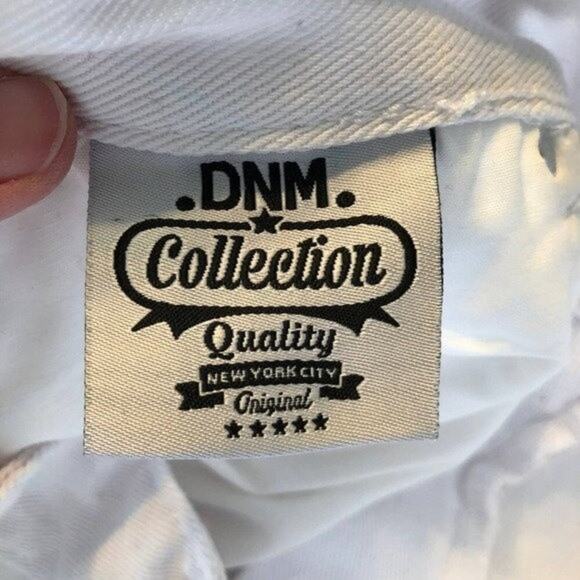 .DNM.
Collection
Quality
NEW YORK CITY
Original